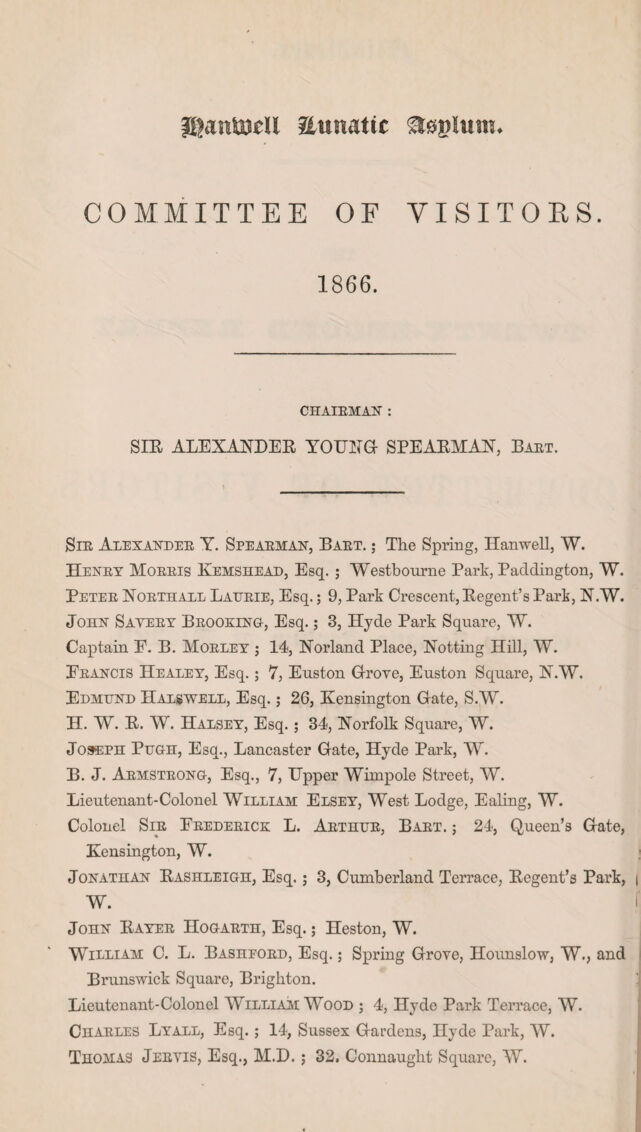 Hanwell Lunatic Asylum.
COMMITTEE OF VISITORS.
1866.
CHAIRMAN :
SIR ALEXANDER YOUNG SPEARMAN, BART.
SIR ALEXANDER Y. SPEARMAN, BART. ; The Spring, Hanwell, W.
HENRY MORRIS KEMSHEAD, Esq. ; Westbourne Park, Paddington, W.
PETER NORTHALL LAURIE, Esq. ; 9, Park Crescent, Regent's Park, N.W.
JOHN SAVERY BROOKING, Esq. ; 3, Hyde Park Square, W.
Captain F. B. MORLEY ; 14, Norland Place, Notting Hill, W.
FRANCIS HEALEY, Esq. ; 7, Euston Grove, Euston Square, N.W.
EDMUND HALSWELL, Esq. ; 26, Kensington Gate, S.W.
H. W. R. W. HALSEY, Esq. ; 34, Norfolk Square, W.
JOSEPH PUGH, Esq., Lancaster Gate, Hyde Park, W.
B. J. ARMSTRONG, Esq., 7, Upper Wimpole Street, W.
Lieutenant-Colonel WILLIAM ELSEY, West Lodge, Ealing, W.
Colonel SIR FREDERICK L. ARTHUR, BART. ; 24, Queen's Gate,
Kensington, W.
JONATHAN RASHLEIGH, Esq. ; 3, Cumberland Terrace, Regent's Park,
W.
JOHN RAYER HOGARTH, Esq. ; Heston, W.
WILLIAM C. L. BASHFORD, Esq. ; Spring Grove, Hounslow, W., and
Brunswick Square, Brighton.
Lieutenant-Colonel WILLIAM WOOD ; 4, Hyde Park Terrace, W.
CHARLES LYALL, Esq. ; 14, Sussex Gardens, Hyde Park, W.
THOMAS JERVIS, Esq., M.D. ; 32. Connaught Square, W.